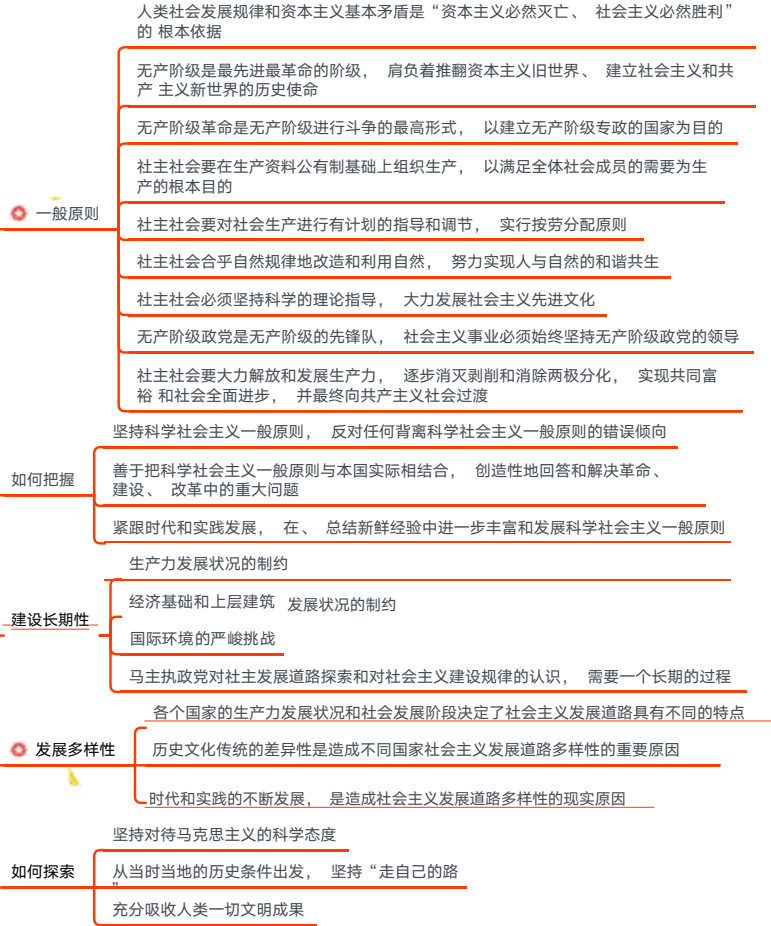 人类社会发展规律和资本主义基本矛盾是“资本主义必然灭亡、 社会主义必然胜利”
的 根本依据
无产阶级是最先进最革命的阶级， 肩负着推翻资本主义旧世界、 建立社会主义和共
产 主义新世界的历史使命
无产阶级革命是无产阶级进行斗争的最高形式， 以建立无产阶级专政的国家为目的
社主社会要在生产资料公有制基础上组织生产， 以满足全体社会成员的需要为生
产的根本目的
一般原则
社主社会要对社会生产进行有计划的指导和调节， 实行按劳分配原则
社主社会合乎自然规律地改造和利用自然， 努力实现人与自然的和谐共生
社主社会必须坚持科学的理论指导， 大力发展社会主义先进文化
无产阶级政党是无产阶级的先锋队， 社会主义事业必须始终坚持无产阶级政党的领导
社主社会要大力解放和发展生产力， 逐步消灭剥削和消除两极分化， 实现共同富
裕 和社会全面进步， 并最终向共产主义社会过渡
坚持科学社会主义一般原则， 反对任何背离科学社会主义一般原则的错误倾向
如何把握
善于把科学社会主义一般原则与本国实际相结合， 创造性地回答和解决革命、
建设、 改革中的重大问题
紧跟时代和实践发展， 在、 总结新鲜经验中进一步丰富和发展科学社会主义一般原则
生产力发展状况的制约
经济基础和上层建筑 发展状况的制约
建设长期性
国际环境的严峻挑战
马主执政党对社主发展道路探索和对社会主义建设规律的认识， 需要一个长期的过程
各个国家的生产力发展状况和社会发展阶段决定了社会主义发展道路具有不同的特点
发展多样性
历史文化传统的差异性是造成不同国家社会主义发展道路多样性的重要原因
时代和实践的不断发展， 是造成社会主义发展道路多样性的现实原因
坚持对待马克思主义的科学态度
如何探索
从当时当地的历史条件出发， 坚持“走自己的路
”
充分吸收人类一切文明成果